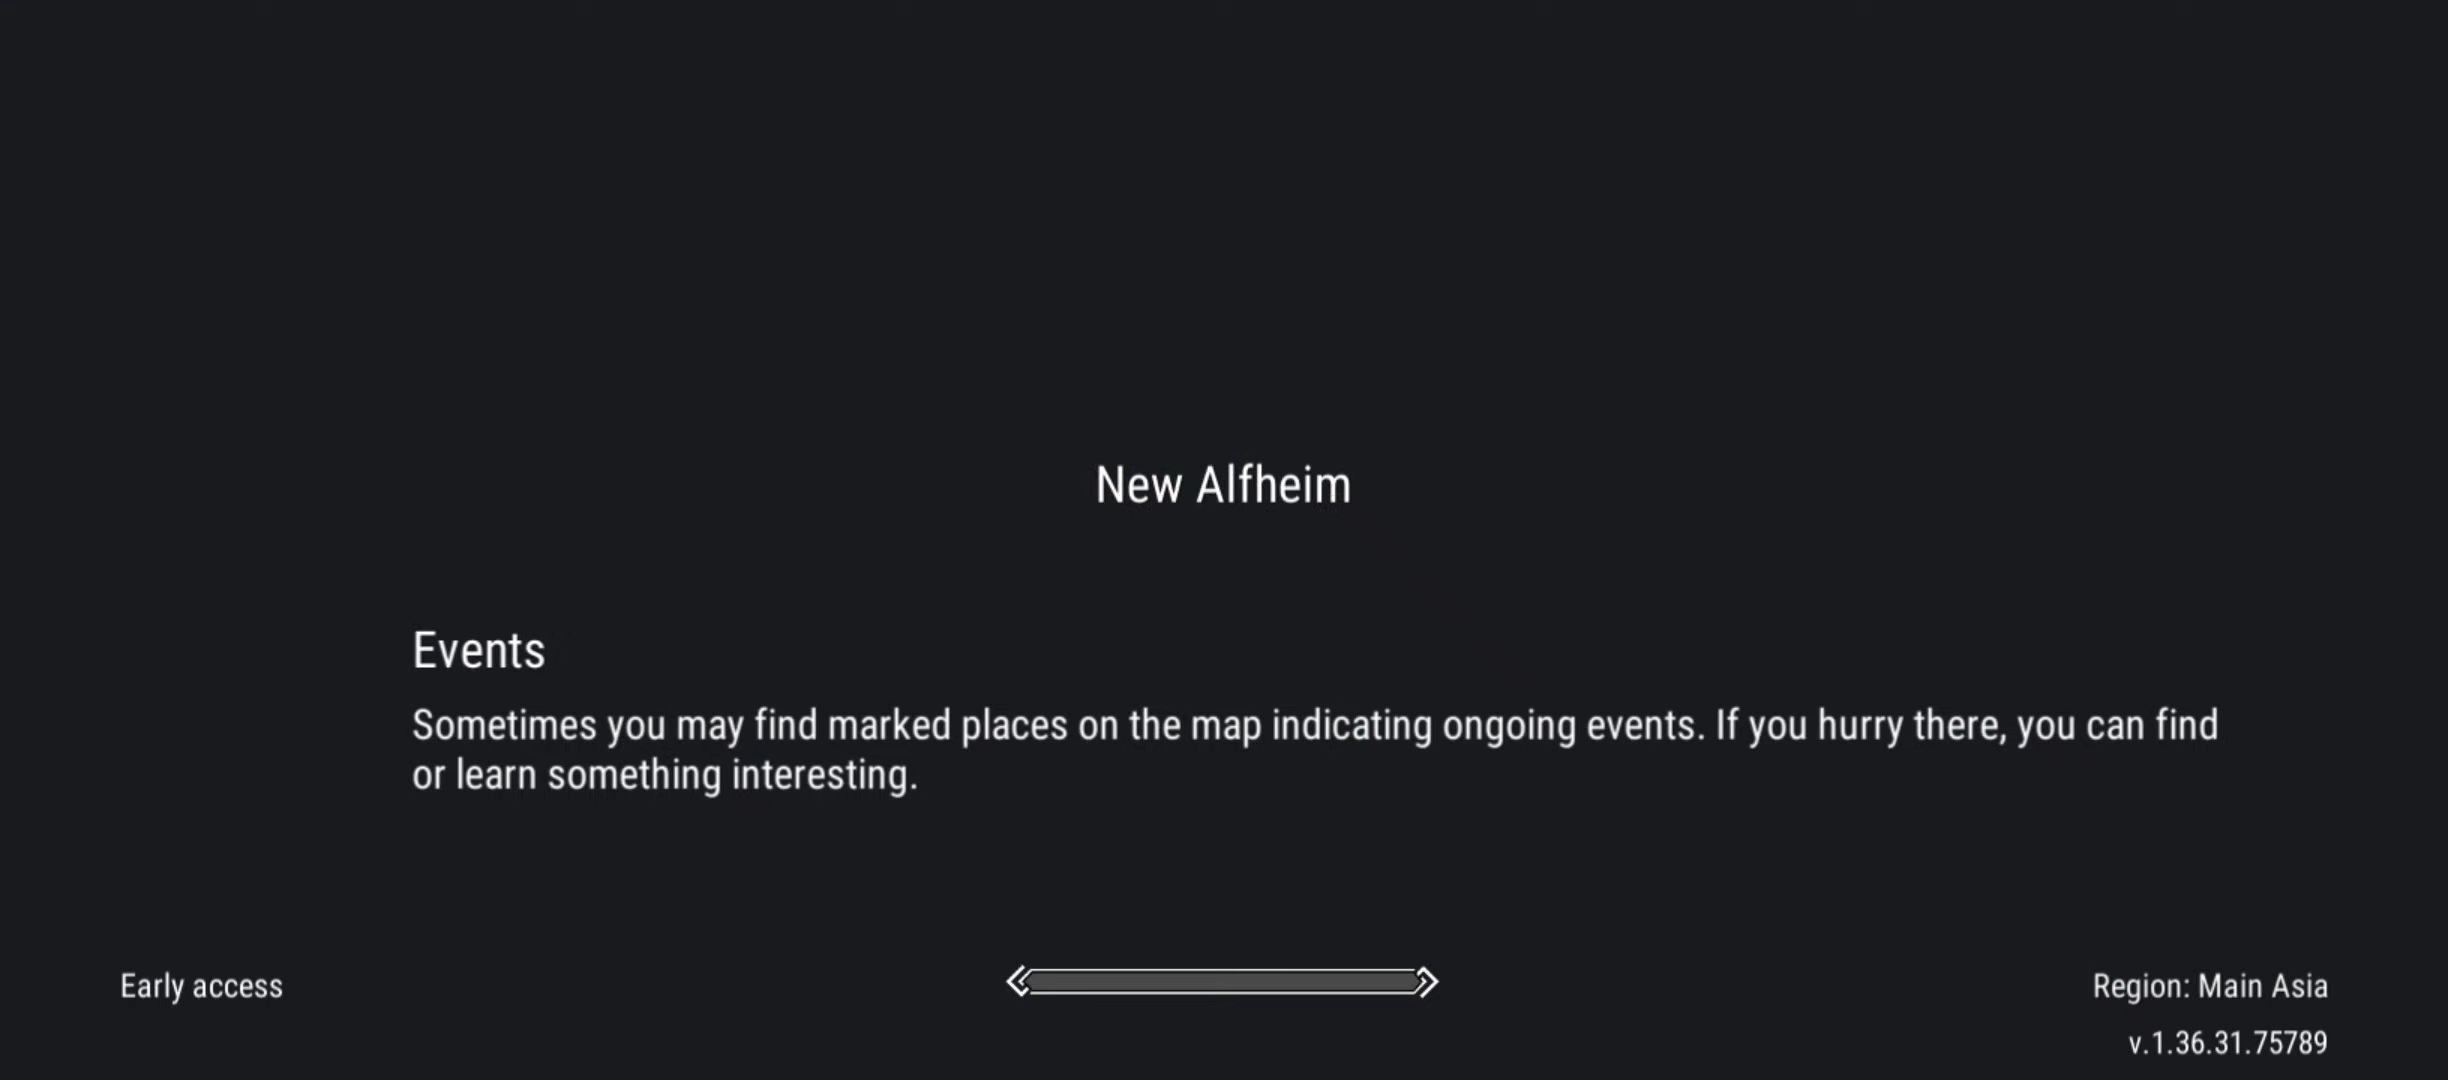 New Alfheim
Events
Sometimes you may find marked places on the map indicating ongoing events. If you hurry there, you can find
or learn something interesting.
Early access
Region: Main Asia
v.1.36.31.75789